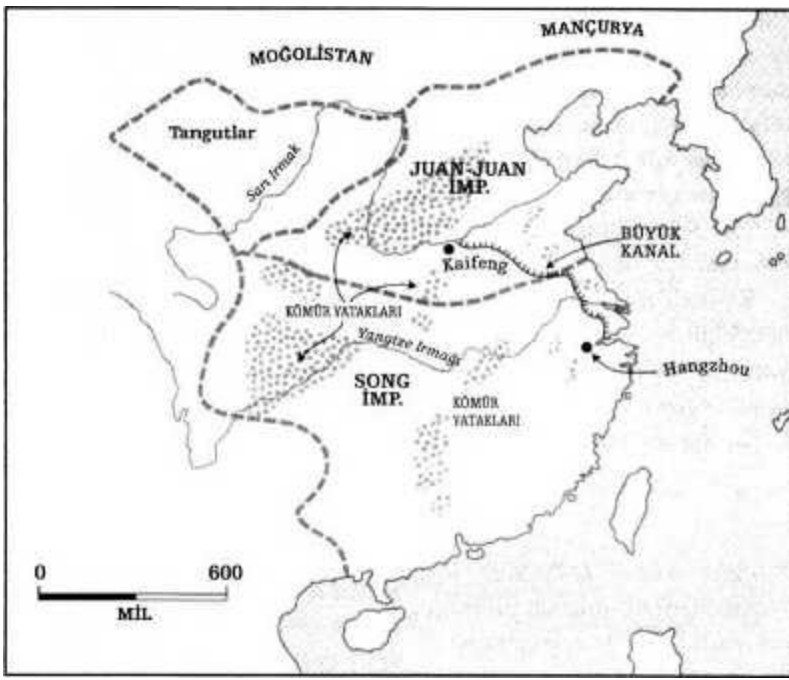 MOĞOLİSTAN
MANÇURYA
Tangutlar
Sarı Irmak
JUAN-JUAN
İMP.
BÜYÜK
KANAL
Kaifeng
KÖMÜR YATAKLARI
Yangtze Irmağı
Hangzhou
SONG
İMP.
KÖMÜR
YATAKLARI
0 600
MİL